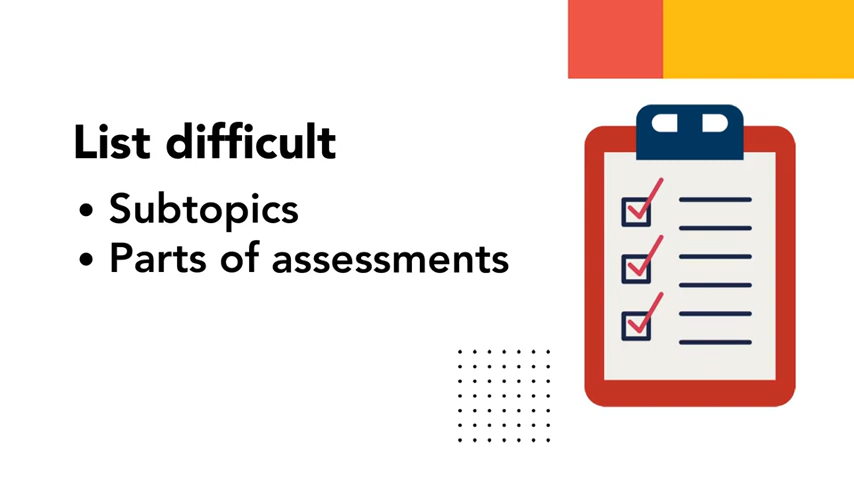 List difficult
• Subtopics
• Parts of assessments